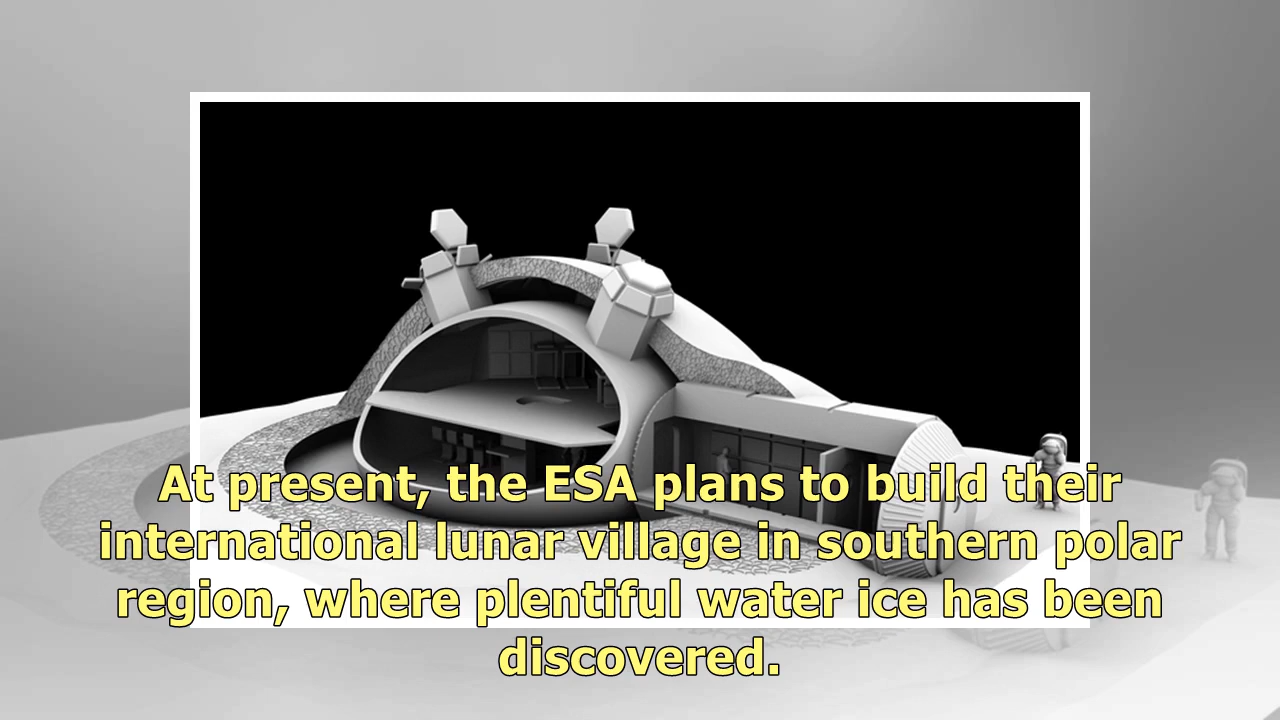 At present, the ESA plans to build their
international lunar village in southern polar
region, where plentiful water ice has been
discovered.